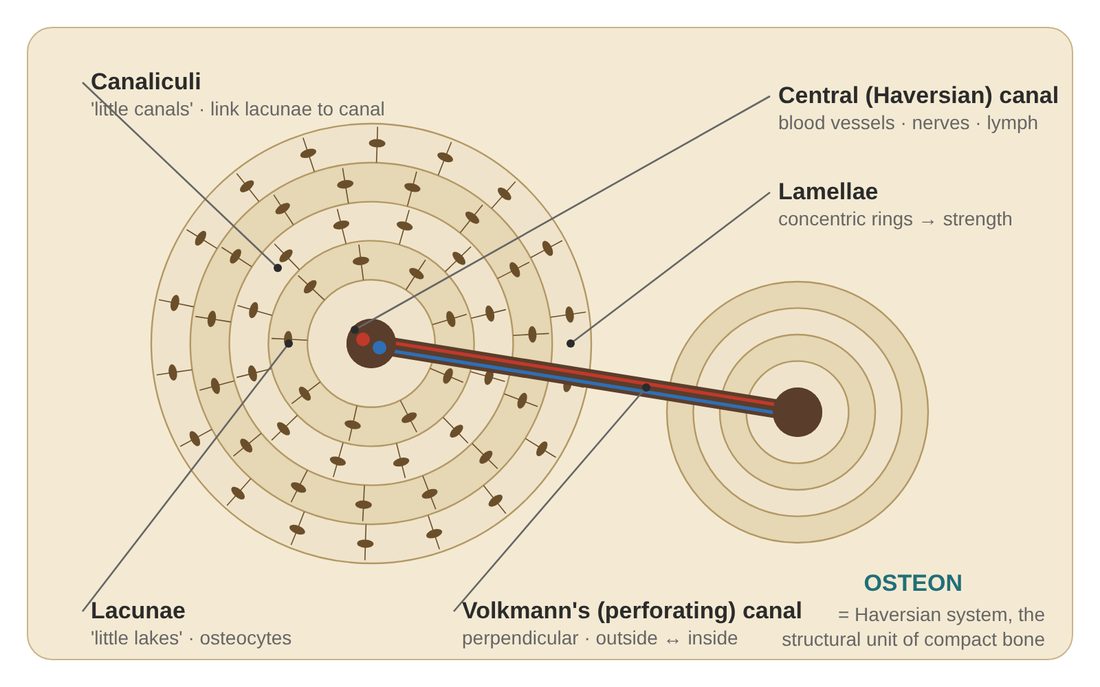 Canaliculi
'little canals' · link lacunae to canal
Central (Haversian) canal
blood vessels · nerves · lymph
Lamellae
concentric rings → strength
Lacunae
'little lakes' · osteocytes
Volkmann's (perforating) canal
perpendicular · outside ↔ inside
OSTEON
= Haversian system, the
structural unit of compact bone